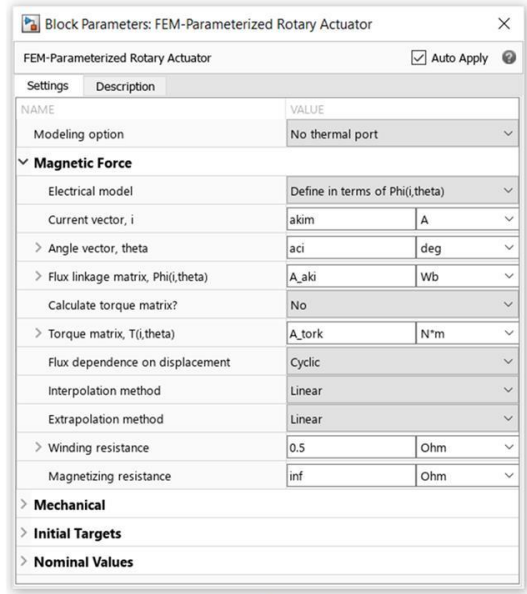 Block Parameters: FEM-Parameterized Rotary Actuator
FEM-Parameterized Rotary Actuator Auto Apply ?
Settings Description
NAME VALUE
Modeling option No thermal port
Magnetic Force
Electrical model Define in terms of Phi(i,theta)
Current vector, i akim A
Angle vector, theta aci deg
Flux linkage matrix, Phi(i,theta) A_aki Wb
Calculate torque matrix? No
Torque matrix, T(i,theta) A_tork N*m
Flux dependence on displacement Cyclic
Interpolation method Linear
Extrapolation method Linear
Winding resistance 0.5 Ohm
Magnetizing resistance inf Ohm
Mechanical
Initial Targets
Nominal Values